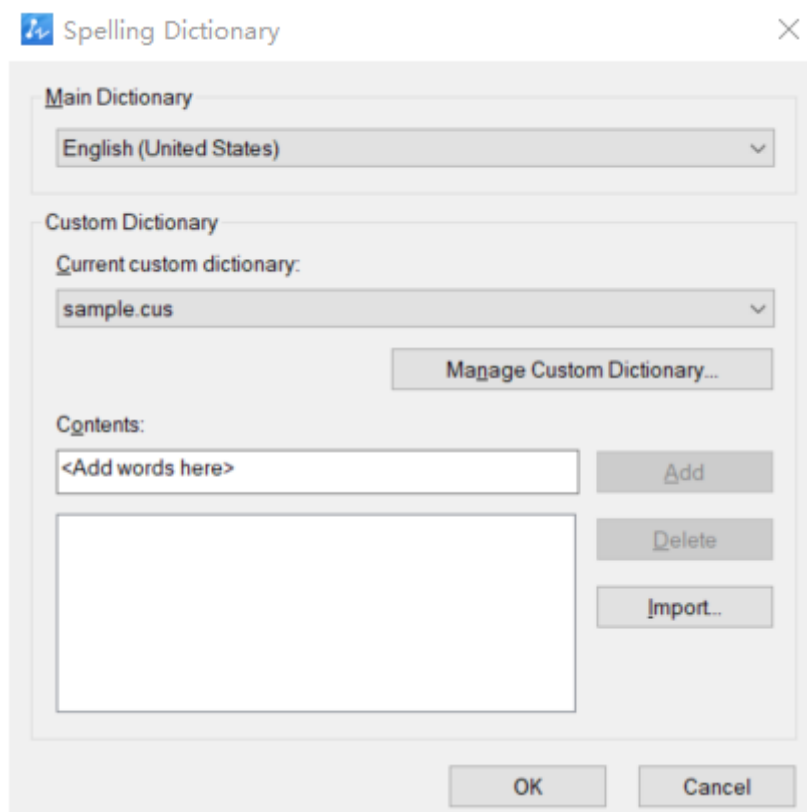 Spelling Dictionary
Main Dictionary
English (United States)
Custom Dictionary
Current custom dictionary:
sample.cus
Manage Custom Dictionary...
Contents:
<Add words here>
Add
Delete
Import...
OK
Cancel